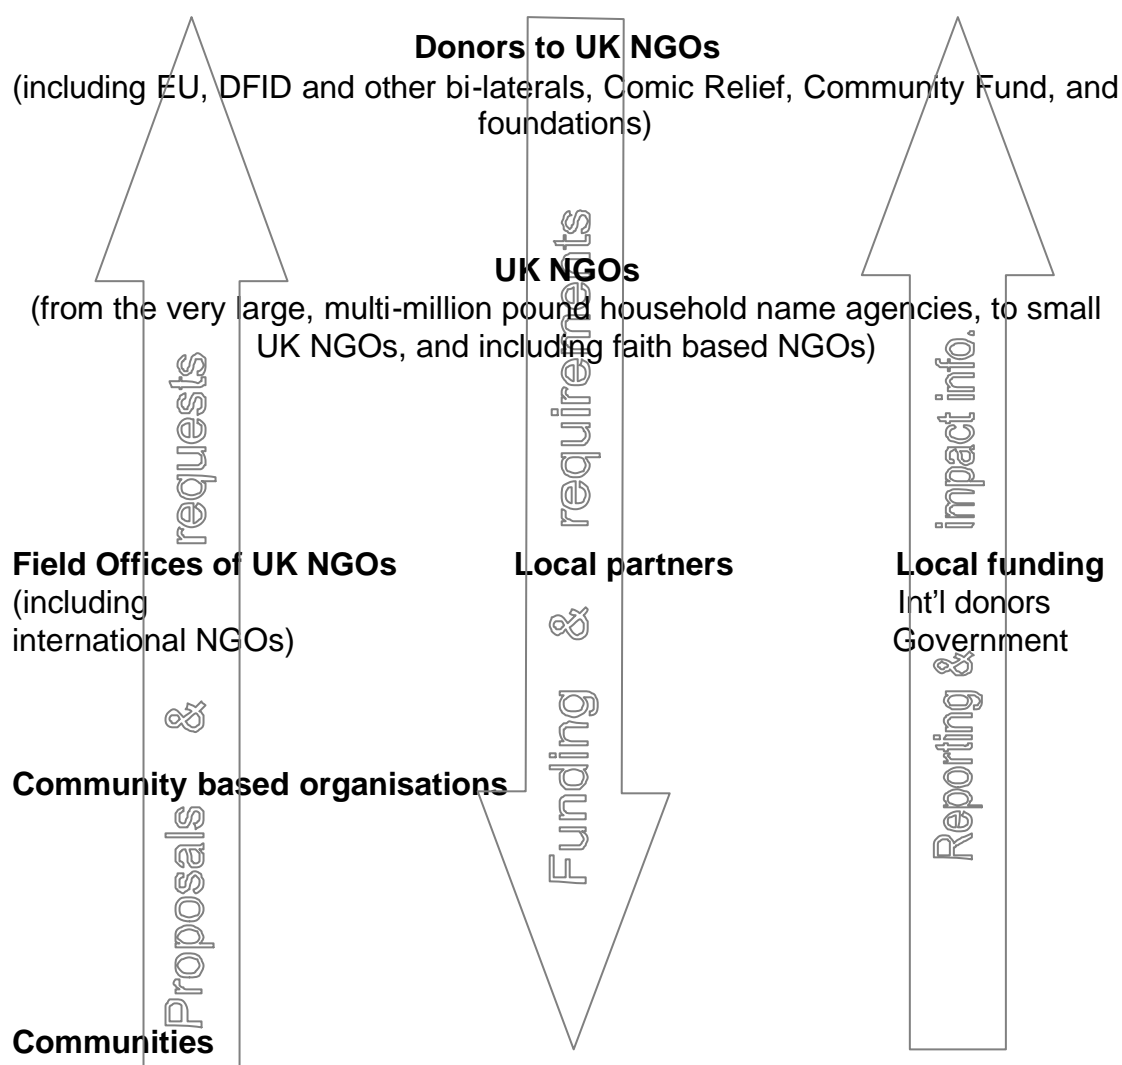 Donors to UK NGOs
(including EU, DFID and other bi-laterals, Comic Relief, Community Fund, and
foundations)
UK NGOs
(from the very large, multi-million pound household name agencies, to small
UK NGOs, and including faith based NGOs)
Field Offices of UK NGOs
(including
international NGOs)
Local partners
Local funding
Int'l donors
Government
Community based organisations
Communities
Proposals & requests
Funding & requirements
Reporting & impact info.